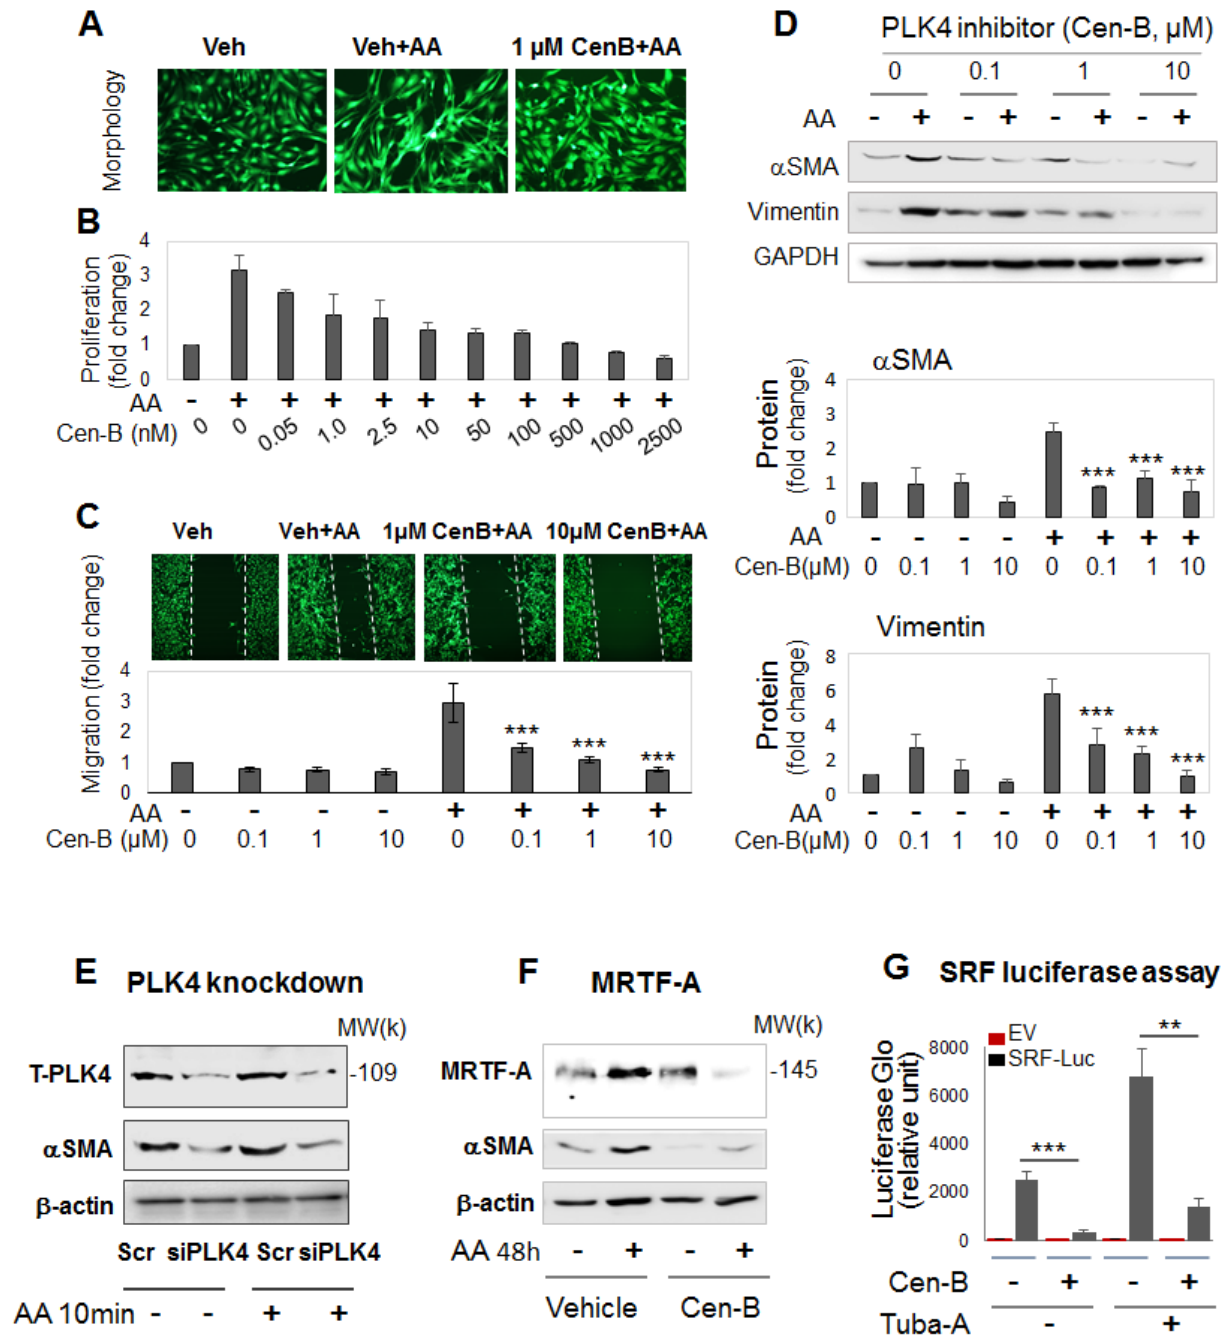 A
Veh Veh+AA 1 µM CenB+AA
Morphology
B
Proliferation
(fold change)
4
3
2
1
0
AA - + + + + + + + + + +
Cen-B (nM) 0 0 0.05 1.0 2.5 10 50 100 500 1000 2500
C
Veh Veh+AA 1µM CenB+AA 10µM CenB+AA
Migration (fold change)
4
3
2
1
0
*** *** ***
AA - - - - + + + +
Cen-B (µM) 0 0.1 1 10 0 0.1 1 10
D
PLK4 inhibitor (Cen-B, µM)
0 0.1 1 10
AA - + - + - + - +
αSMA
Vimentin
GAPDH
αSMA
Protein
(fold change)
4
3
2
1
0
*** *** ***
AA - - - - + + + +
Cen-B(µM) 0 0.1 1 10 0 0.1 1 10
Vimentin
Protein
(fold change)
8
6
4
2
0
*** *** ***
AA - - - - + + + +
Cen-B(µM) 0 0.1 1 10 0 0.1 1 10
E PLK4 knockdown
MW(k)
T-PLK4 -109
αSMA
β-actin
Scr siPLK4 Scr siPLK4
AA 10min - - + +
F MRTF-A
MW(k)
MRTF-A -145
αSMA
β-actin
AA 48h - + - +
Vehicle Cen-B
G SRF luciferase assay
EV
SRF-Luc
Luciferase Glo
(relative unit)
8000
6000
4000
2000
0
*** **
Cen-B - + - +
Tuba-A - +